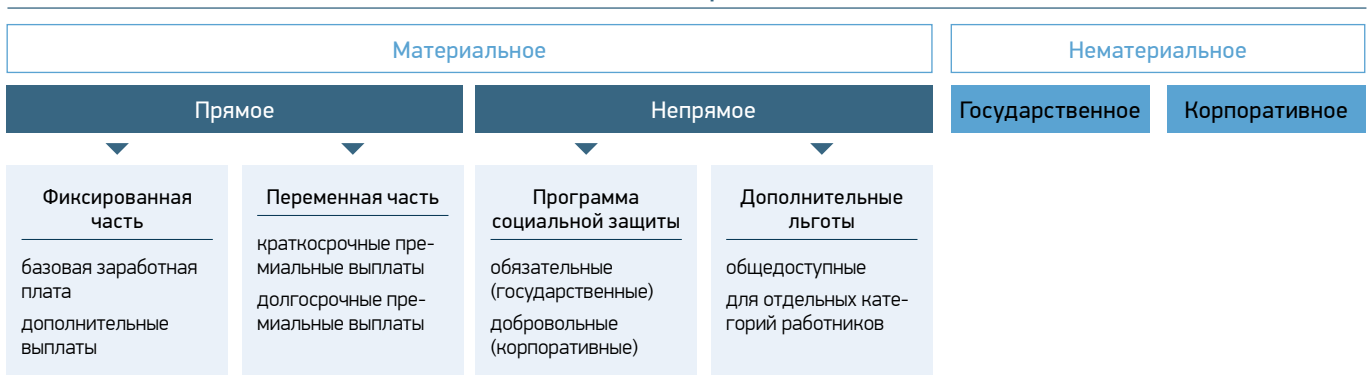 Материальное
Нематериальное
Прямое
Непрямое
Государственное
Корпоративное
Фиксированная
часть
базовая заработная
плата
дополнительные
выплаты
Переменная часть
краткосрочные пре-
миальные выплаты
долгосрочные пре-
миальные выплаты
Программа
социальной защиты
обязательные
(государственные)
добровольные
(корпоративные)
Дополнительные
льготы
общедоступные
для отдельных кате-
горий работников